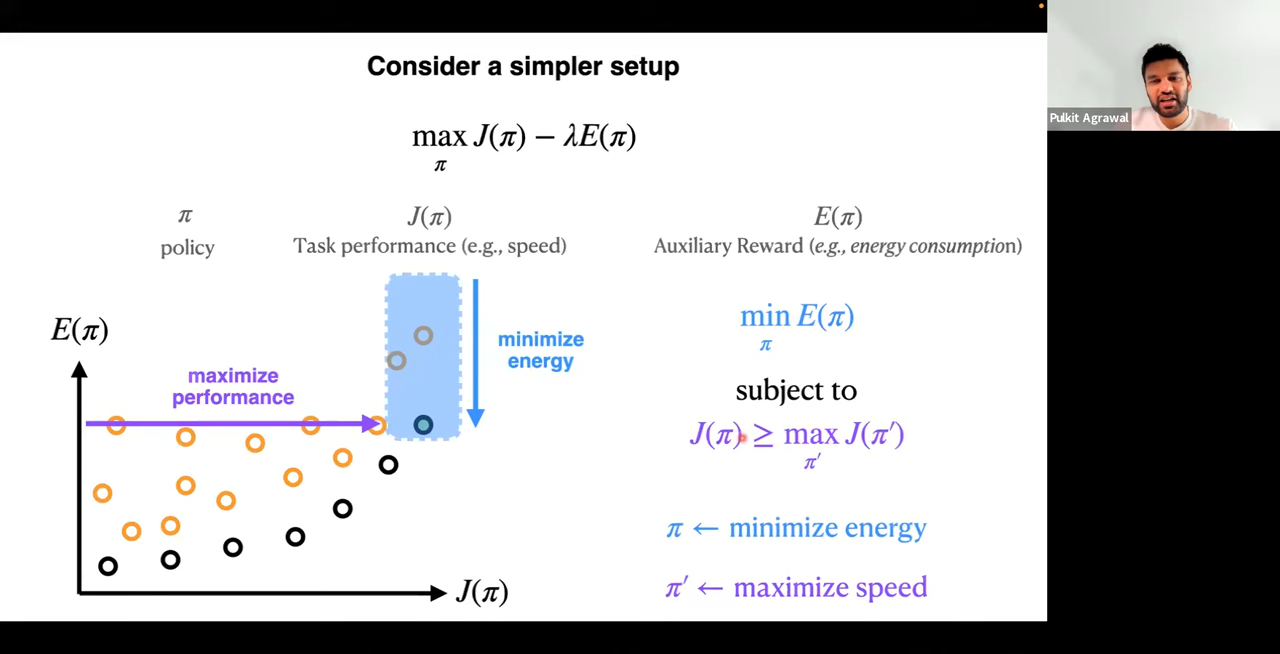 Consider a simpler setup
max J(π) − λE(π)
π
π
policy
J(π)
Task performance (e.g., speed)
E(π)
Auxiliary Reward (e.g., energy consumption)
E(π)
maximize
performance
minimize
energy
J(π)
min E(π)
π
subject to
J(π) ≥ max J(π′)
π′
π ← minimize energy
π′ ← maximize speed
Pulkit Agrawal